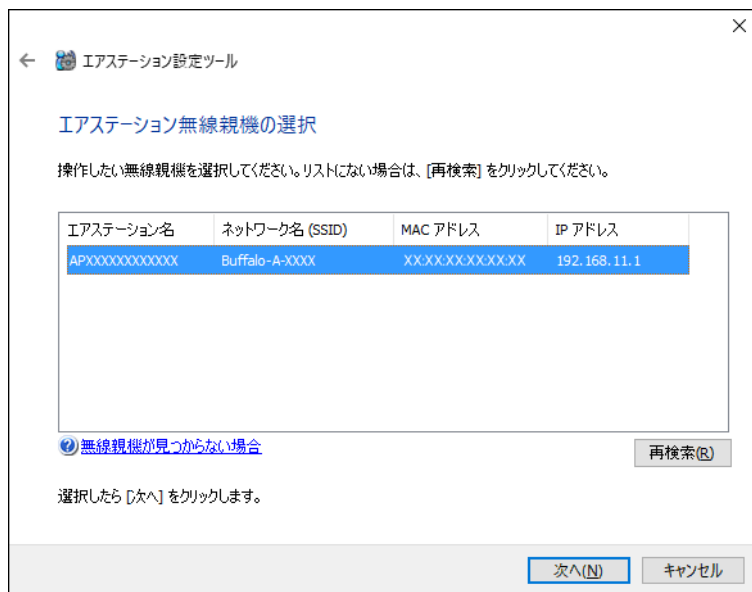 エアステーション設定ツール
エアステーション無線親機の選択
操作したい無線親機を選択してください。リストにない場合は、[再検索] をクリックしてください。
エアステーション名 ネットワーク名 (SSID) MAC アドレス IP アドレス
APXXXXXXXXXXXX Buffalo-A-XXXX XX:XX:XX:XX:XX:XX 192.168.11.1
無線親機が見つからない場合
再検索(R)
選択したら [次へ] をクリックします。
次へ(N) キャンセル